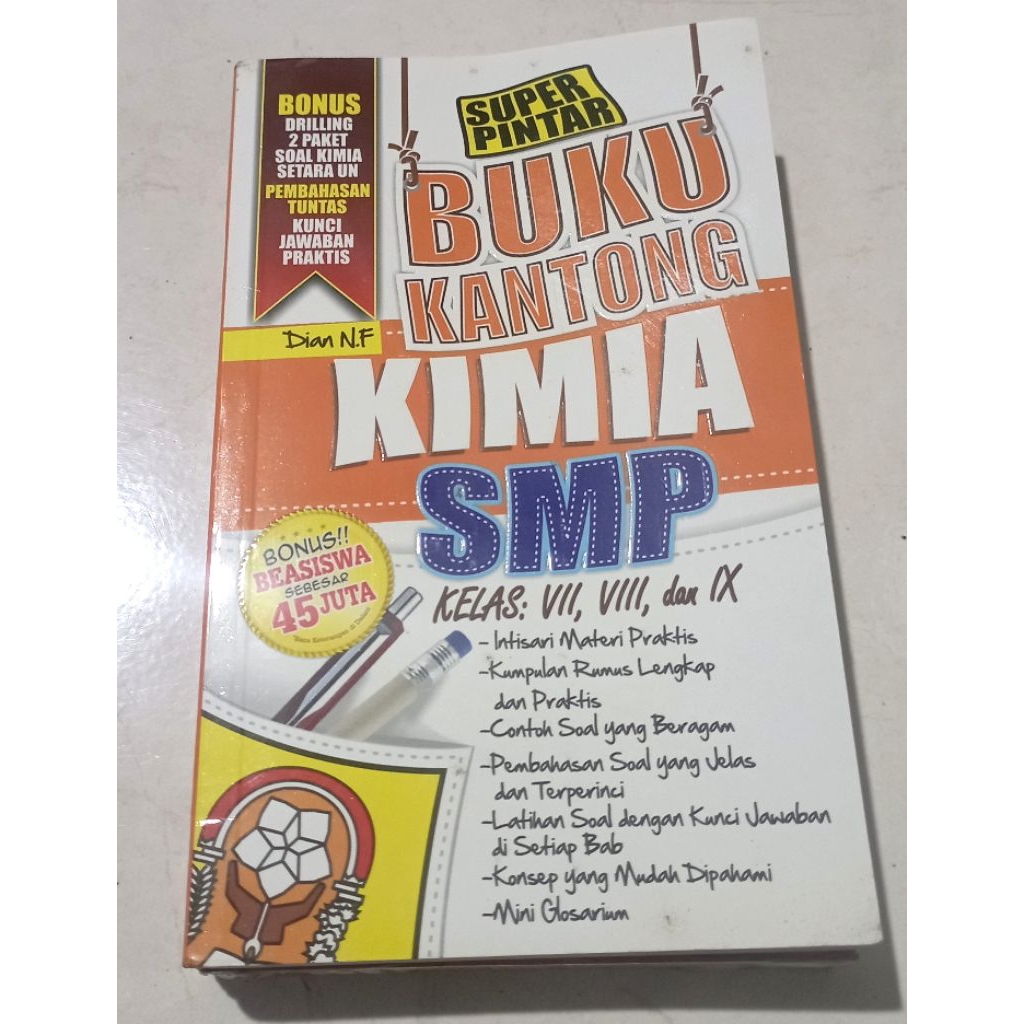 BONUS
DRILLING
2 PAKET
SOAL KIMIA
SETARA UN
PEMBAHASAN
TUNTAS
KUNCI
JAWABAN
PRAKTIS
SUPER
PINTAR
BUKU
KANTONG
Dian N.F
KIMIA
SMP
KELAS: VII, VIII, dan IX
BONUS!!
BEASISWA
SEBESAR
45 JUTA
-Intisari Materi Praktis
-Kumpulan Rumus Lengkap
dan Praktis
-Contoh Soal yang Beragam
-Pembahasan Soal yang Jelas
dan Terperinci
-Latihan Soal dengan Kunci Jawaban
di Setiap Bab
-Konsep yang Mudah Dipahami
-Mini Glosarium